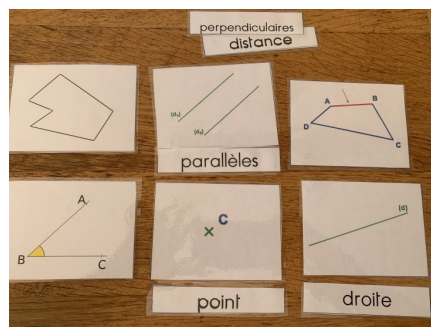 perpendiculaires
distance
(d₁)
(d₂)
A
B
D
C
parallèles
A
B
C
C
(d)
point
droite